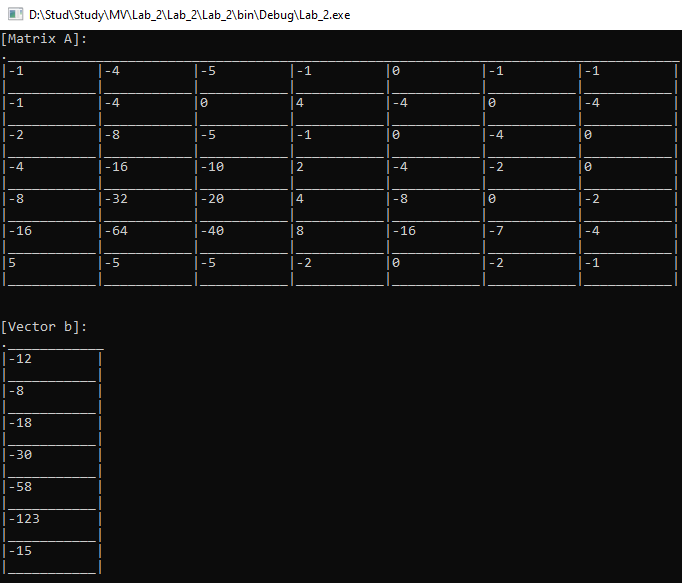 D:\Stud\Study\MV\Lab_2\Lab_2\Lab_2\bin\Debug\Lab_2.exe
[Matrix A]:
|-1 |-4 |-5 |-1 |0 |-1 |-1 |
|-1 |-4 |0 |4 |-4 |0 |-4 |
|-2 |-8 |-5 |-1 |0 |-4 |0 |
|-4 |-16 |-10 |2 |-4 |-2 |0 |
|-8 |-32 |-20 |4 |-8 |0 |-2 |
|-16 |-64 |-40 |8 |-16 |-7 |-4 |
|5 |-5 |-5 |-2 |0 |-2 |-1 |
[Vector b]:
|-12 |
|-8 |
|-18 |
|-30 |
|-58 |
|-123 |
|-15 |